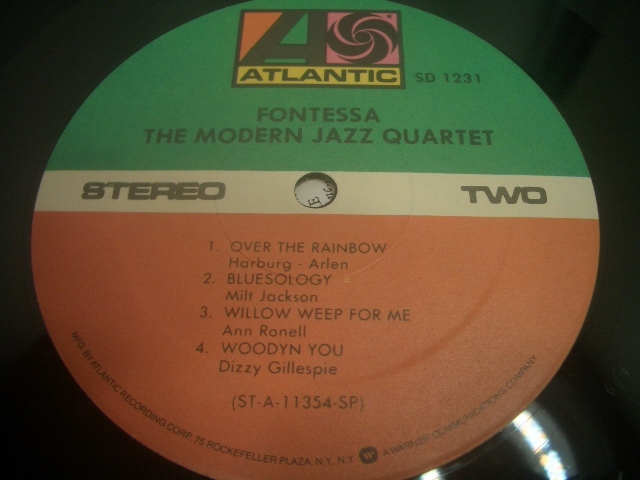 ATLANTIC
SD 1231
FONTESSA
THE MODERN JAZZ QUARTET
STEREO
TWO
1. OVER THE RAINBOW
Harburg - Arlen
2. BLUESOLOGY
Milt Jackson
3. WILLOW WEEP FOR ME
Ann Ronell
4. WOODYN YOU
Dizzy Gillespie
(ST-A-11354-SP)
MFG. BY ATLANTIC RECORDING CORP. 75 ROCKEFELLER PLAZA, N.Y. N.Y. A WARNER COMMUNICATIONS COMPANY